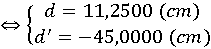 ⇔ { d = 11,2500 (cm)
d′ = −45,0000 (cm)